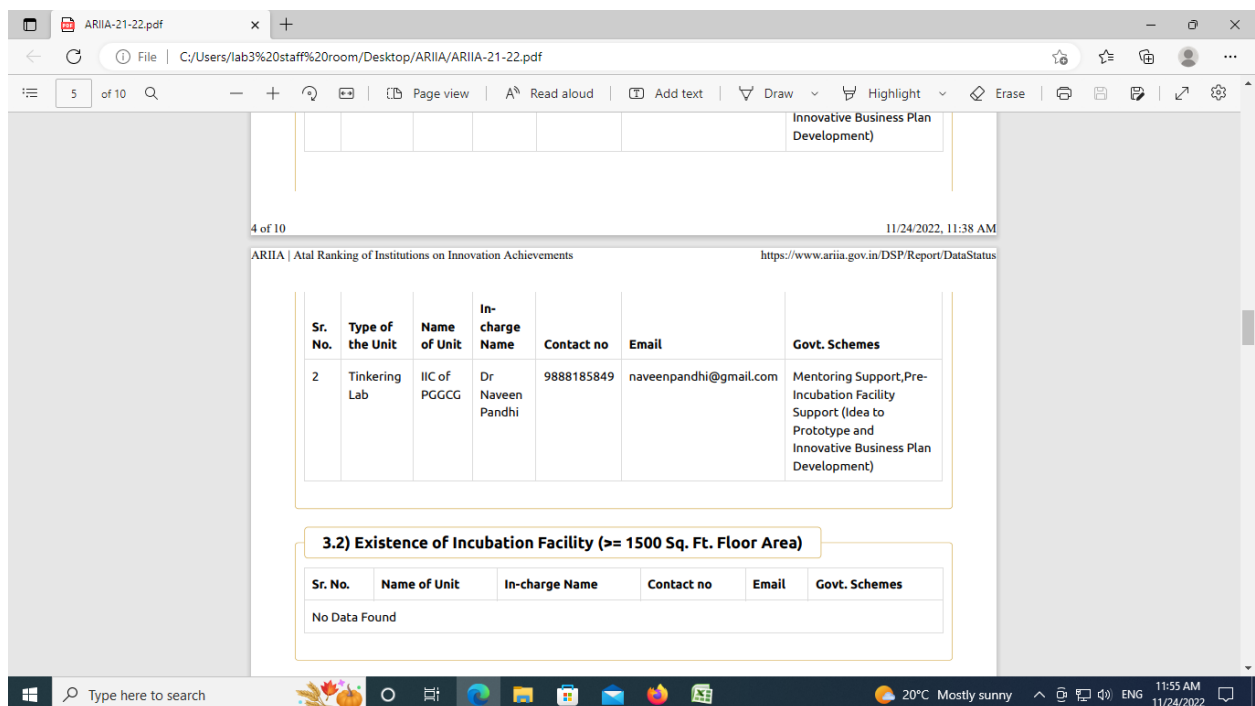 ARIIA-21-22.pdf
File | C:/Users/lab3%20staff%20room/Desktop/ARIIA/ARIIA-21-22.pdf
5 of 10 Page view Read aloud Add text Draw Highlight Erase
Innovative Business Plan
Development)
4 of 10 11/24/2022, 11:38 AM
ARIIA | Atal Ranking of Institutions on Innovation Achievements https://www.ariia.gov.in/DSP/Report/DataStatus
In-
Sr. Type of Name charge
No. the Unit of Unit Name Contact no Email Govt. Schemes
2 Tinkering IIC of Dr 9888185849 naveenpandhi@gmail.com Mentoring Support,Pre-
Lab PGGCG Naveen Incubation Facility
Pandhi Support (Idea to
Prototype and
Innovative Business Plan
Development)
3.2) Existence of Incubation Facility (>= 1500 Sq. Ft. Floor Area)
Sr. No. Name of Unit In-charge Name Contact no Email Govt. Schemes
No Data Found
Type here to search 20°C Mostly sunny ENG 11:55 AM
11/24/2022